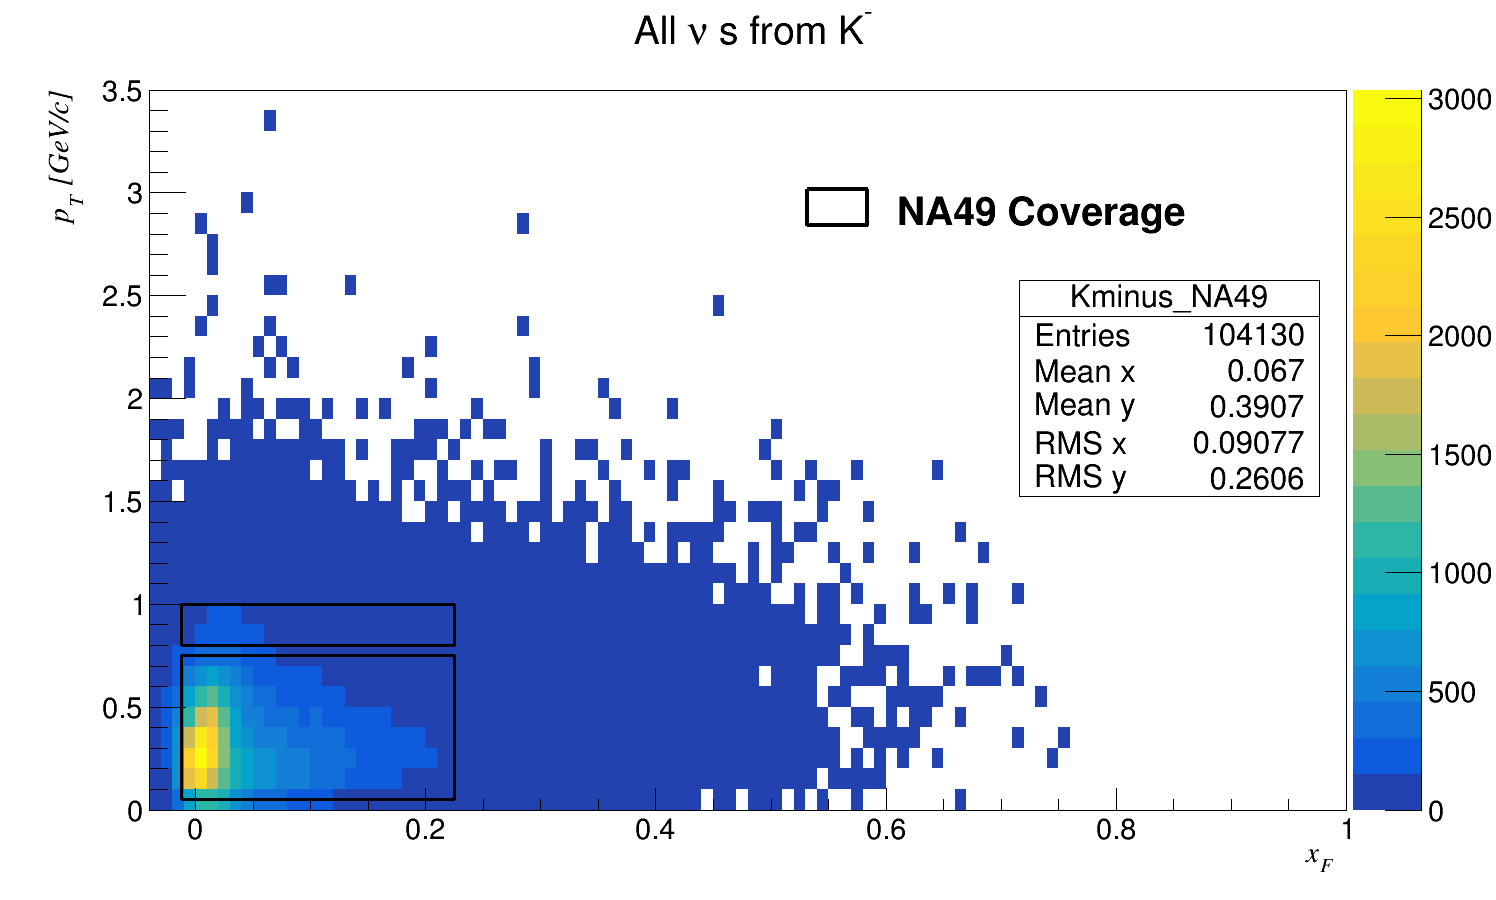 All ν s from K⁻
p_T [GeV/c]
3.5
3
2.5
2
1.5
1
0.5
0
NA49 Coverage
Kminus_NA49
Entries 104130
Mean x 0.067
Mean y 0.3907
RMS x 0.09077
RMS y 0.2606
3000
2500
2000
1500
1000
500
0
0 0.2 0.4 0.6 0.8 1
x_F